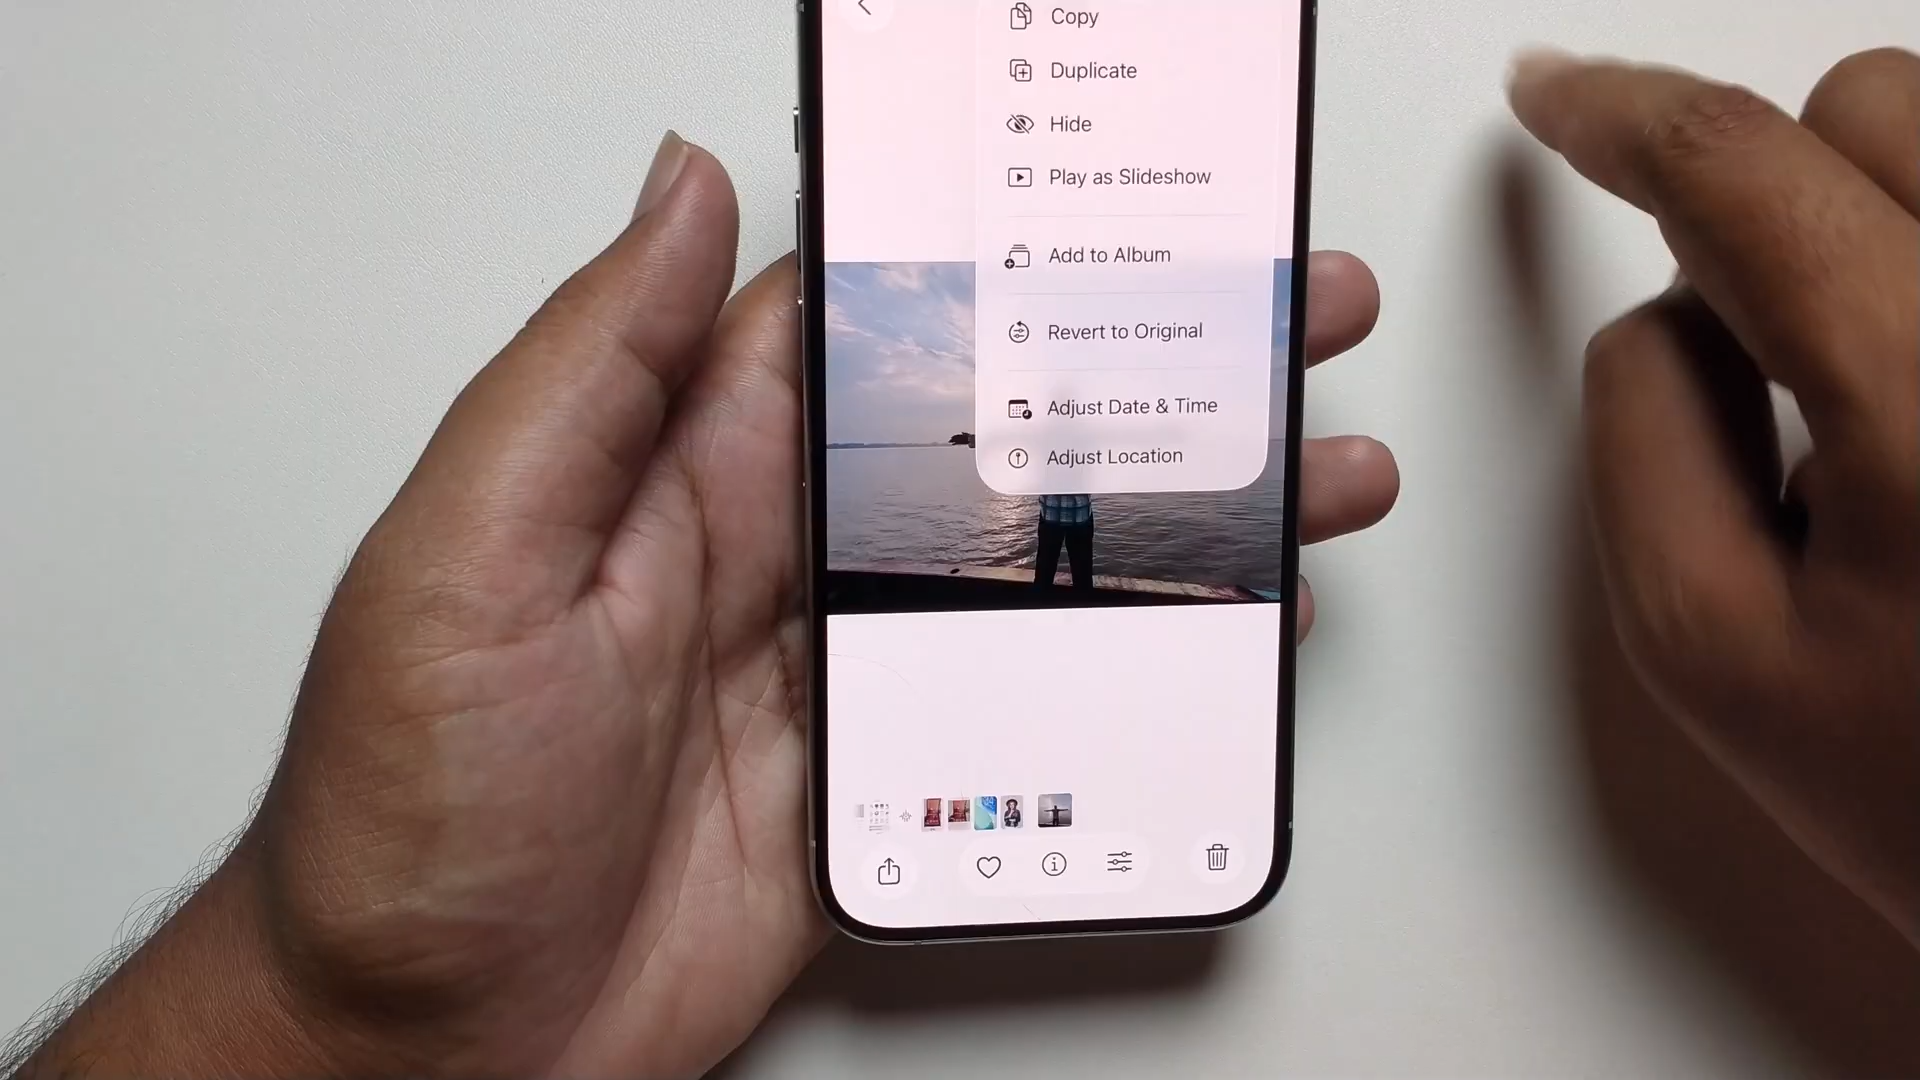 Copy
Duplicate
Hide
Play as Slideshow
Add to Album
Revert to Original
Adjust Date & Time
Adjust Location